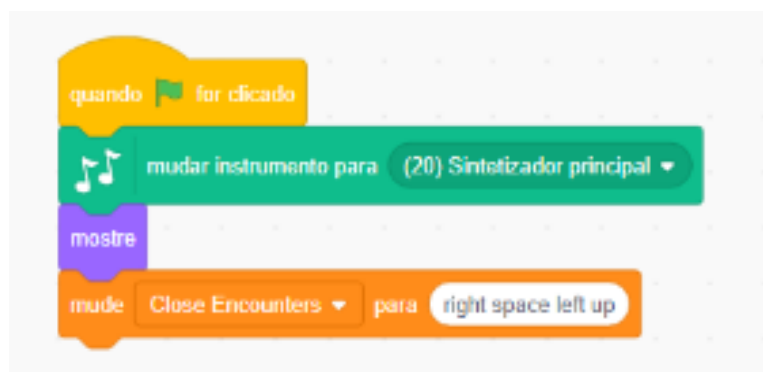 quando for clicado
mudar instrumento para (20) Sintetizador principal
mostre
mude Close Encounters para right space left up